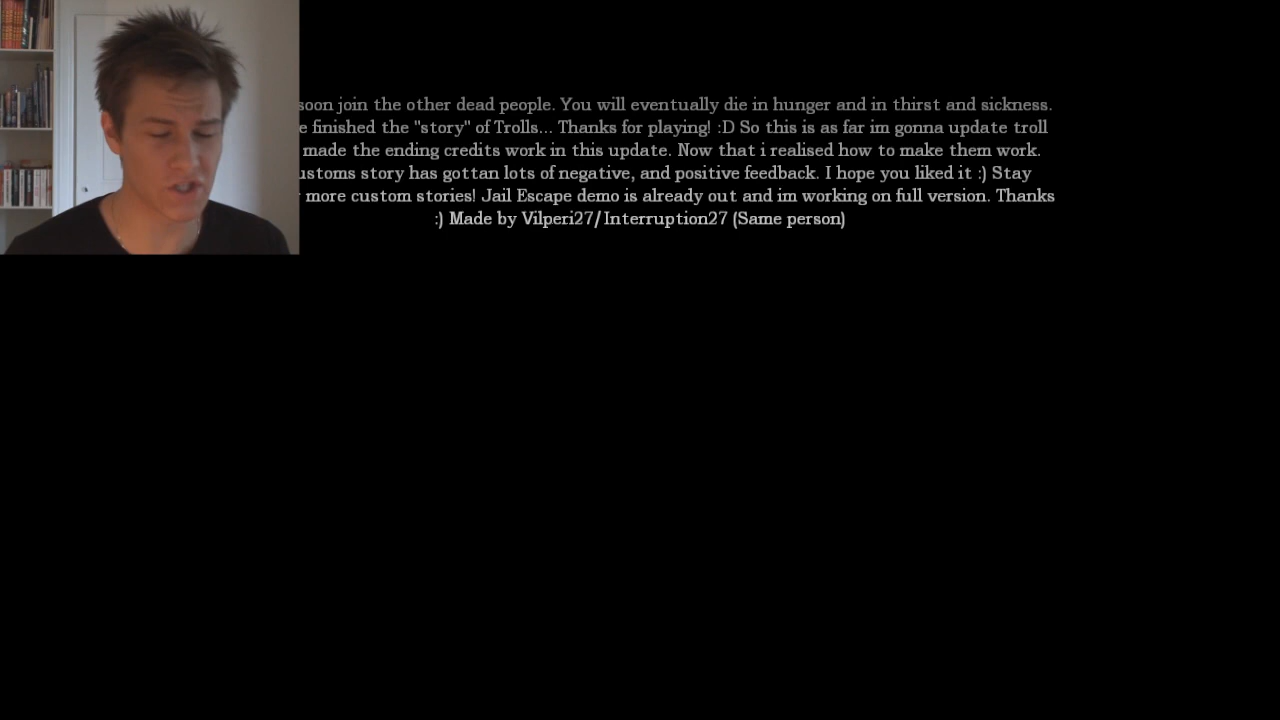 soon join the other dead people. You will eventually die in hunger and in thirst and sickness.
finished the "story" of Trolls... Thanks for playing! :D So this is as far im gonna update troll
made the ending credits work in this update. Now that i realised how to make them work.
story has gottan lots of negative, and positive feedback. I hope you liked it :) Stay
more custom stories! Jail Escape demo is already out and im working on full version. Thanks
:) Made by Vilperi27/Interruption27 (Same person)